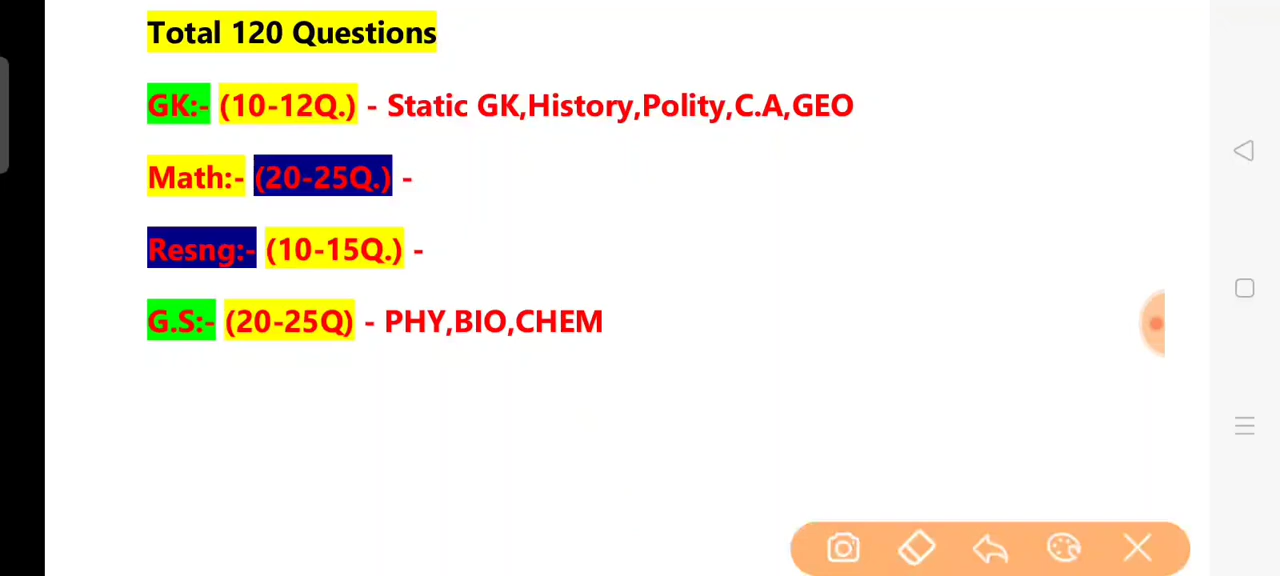 Total 120 Questions
GK:- (10-12Q.) - Static GK,History,Polity,C.A,GEO
Math:- (20-25Q.) -
Resng:- (10-15Q.) -
G.S:- (20-25Q) - PHY,BIO,CHEM